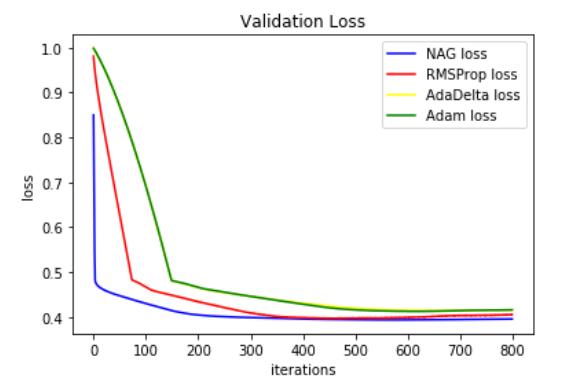 Validation Loss
NAG loss
RMSProp loss
AdaDelta loss
Adam loss
loss
1.0
0.9
0.8
0.7
0.6
0.5
0.4
0 100 200 300 400 500 600 700 800
iterations